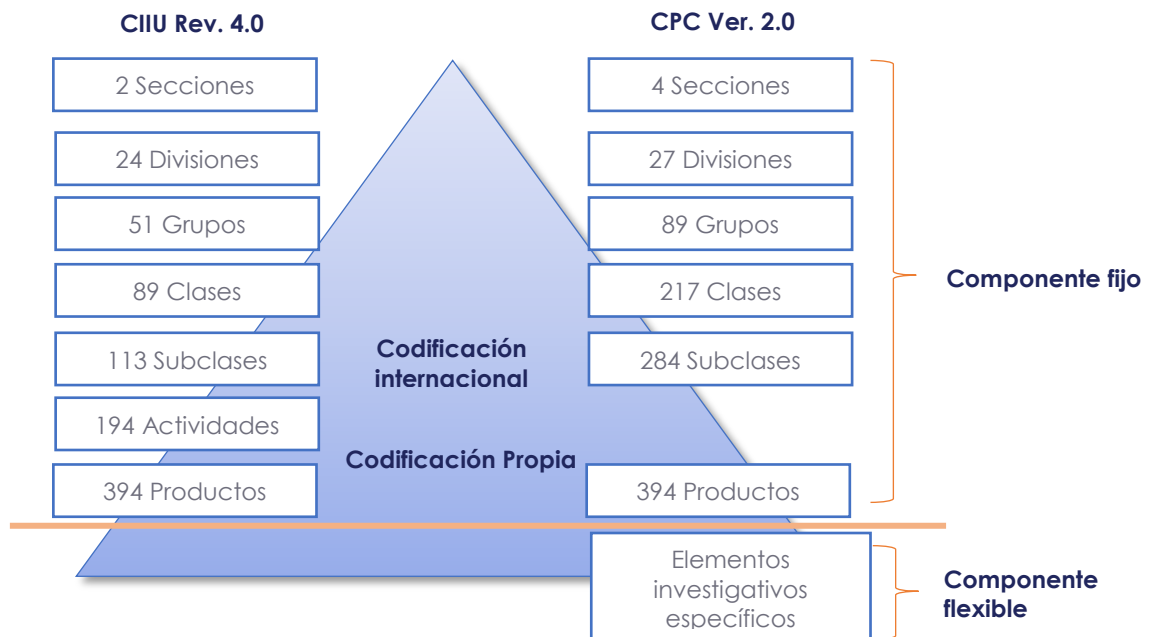 CIIU Rev. 4.0
CPC Ver. 2.0
2 Secciones
4 Secciones
24 Divisiones
27 Divisiones
51 Grupos
89 Grupos
Componente fijo
89 Clases
217 Clases
Codificación
internacional
113 Subclases
284 Subclases
194 Actividades
Codificación Propia
394 Productos
394 Productos
Elementos
investigativos
específicos
Componente
flexible